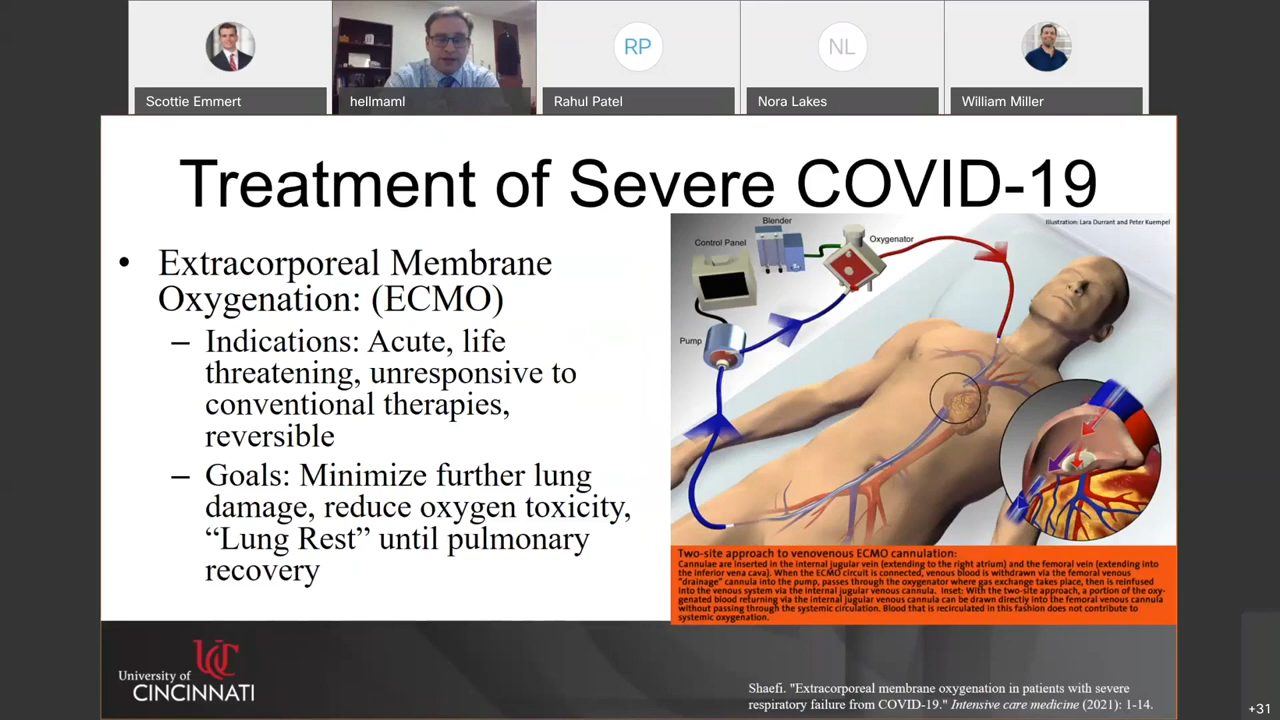 RP
NL
Scottie Emmert
hellmaml
Rahul Patel
Nora Lakes
William Miller
Treatment of Severe COVID-19
• Extracorporeal Membrane
Oxygenation: (ECMO)
– Indications: Acute, life
threatening, unresponsive to
conventional therapies,
reversible
– Goals: Minimize further lung
damage, reduce oxygen toxicity,
“Lung Rest” until pulmonary
recovery
Illustration: Lara Durrant and Peter Kuempel
Blender
Control Panel
Oxygenator
Pump
Two-site approach to venovenous ECMO cannulation:
Cannulae are inserted in the internal jugular vein (extending to the right atrium) and the femoral vein (extending into
the inferior vena cava). When the ECMO circuit is connected, venous blood is withdrawn via the femoral venous
"drainage" cannula into the pump, passes through the oxygenator where gas exchange takes place, then is reinfused
into the venous system via the internal jugular venous cannula. Inset: With the two-site approach, a portion of the oxy-
genated blood returning via the internal jugular venous cannula can be drawn directly into the femoral venous cannula
without passing through the systemic circulation. Blood that is recirculated in this fashion does not contribute to
systemic oxygenation.
UC
University of
CINCINNATI
Shaefi. "Extracorporeal membrane oxygenation in patients with severe
respiratory failure from COVID-19." Intensive care medicine (2021): 1-14.
+31